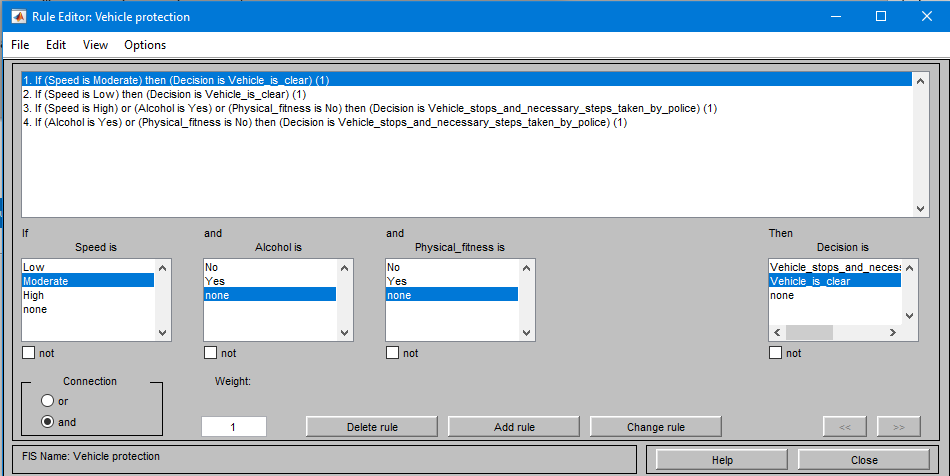 Rule Editor: Vehicle protection
File Edit View Options
1. If (Speed is Moderate) then (Decision is Vehicle_is_clear) (1)
2. If (Speed is Low) then (Decision is Vehicle_is_clear) (1)
3. If (Speed is High) or (Alcohol is Yes) or (Physical_fitness is No) then (Decision is Vehicle_stops_and_necessary_steps_taken_by_police) (1)
4. If (Alcohol is Yes) or (Physical_fitness is No) then (Decision is Vehicle_stops_and_necessary_steps_taken_by_police) (1)
If and and Then
Speed is Alcohol is Physical_fitness is Decision is
Low No No Vehicle_stops_and_necess
Moderate Yes Yes Vehicle_is_clear
High none none none
none
not not not not
Connection Weight:
or
and 1 Delete rule Add rule Change rule << >>
FIS Name: Vehicle protection Help Close